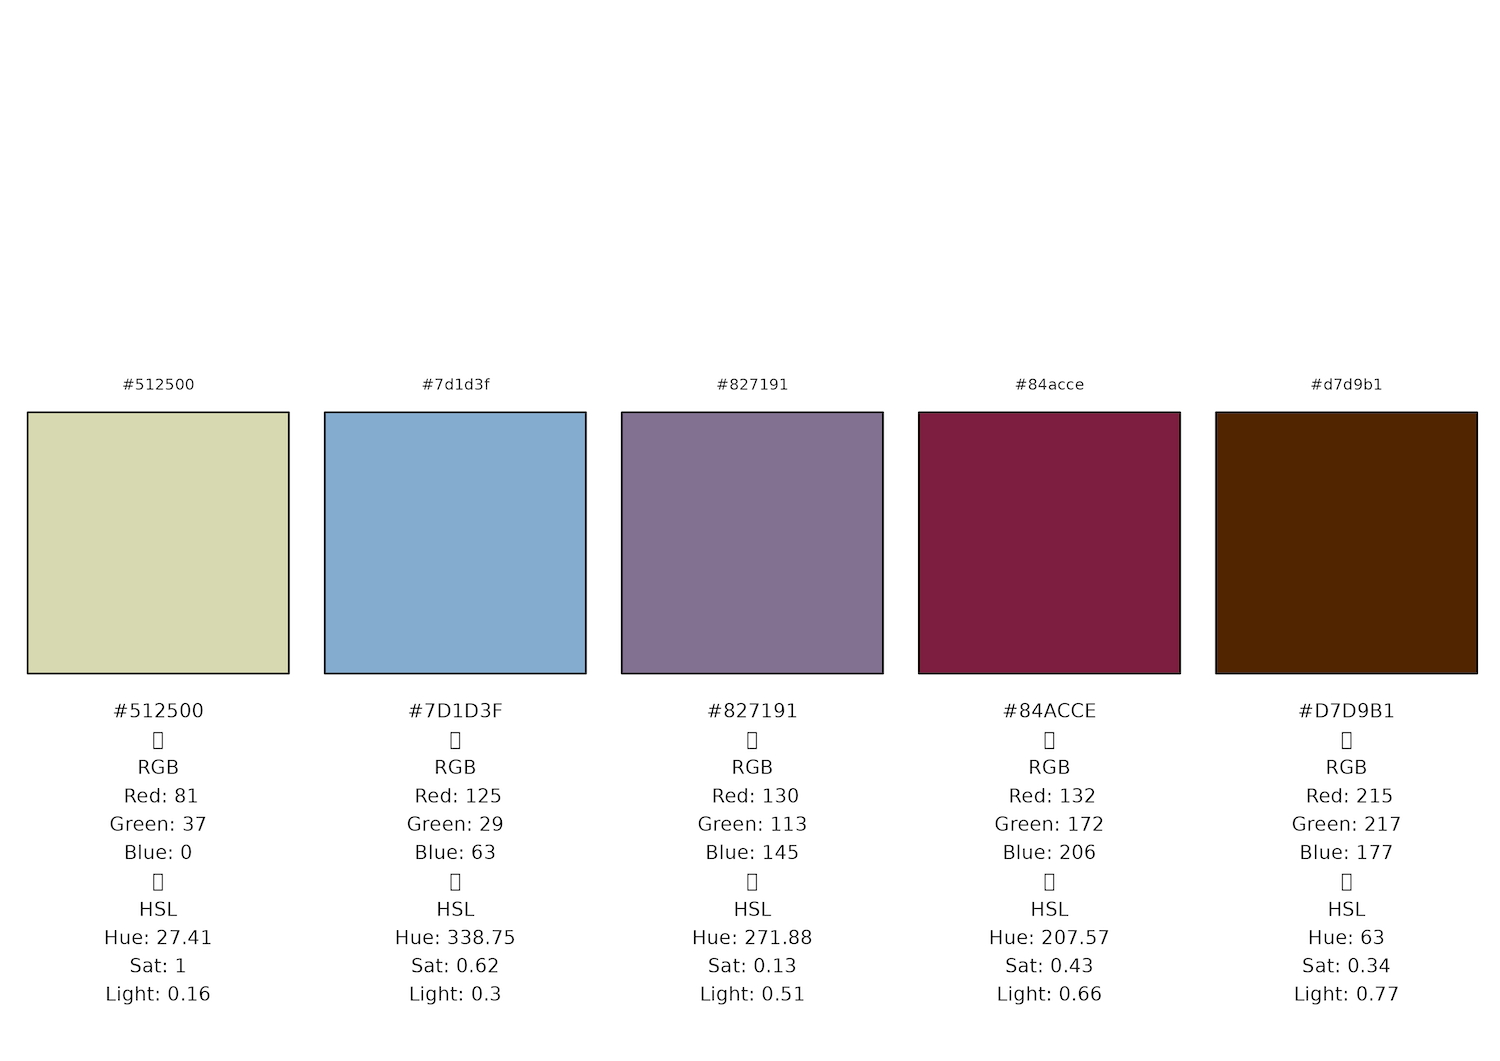 #512500
#7d1d3f
#827191
#84acce
#d7d9b1
#512500
RGB
Red: 81
Green: 37
Blue: 0
HSL
Hue: 27.41
Sat: 1
Light: 0.16
#7D1D3F
RGB
Red: 125
Green: 29
Blue: 63
HSL
Hue: 338.75
Sat: 0.62
Light: 0.3
#827191
RGB
Red: 130
Green: 113
Blue: 145
HSL
Hue: 271.88
Sat: 0.13
Light: 0.51
#84ACCE
RGB
Red: 132
Green: 172
Blue: 206
HSL
Hue: 207.57
Sat: 0.43
Light: 0.66
#D7D9B1
RGB
Red: 215
Green: 217
Blue: 177
HSL
Hue: 63
Sat: 0.34
Light: 0.77